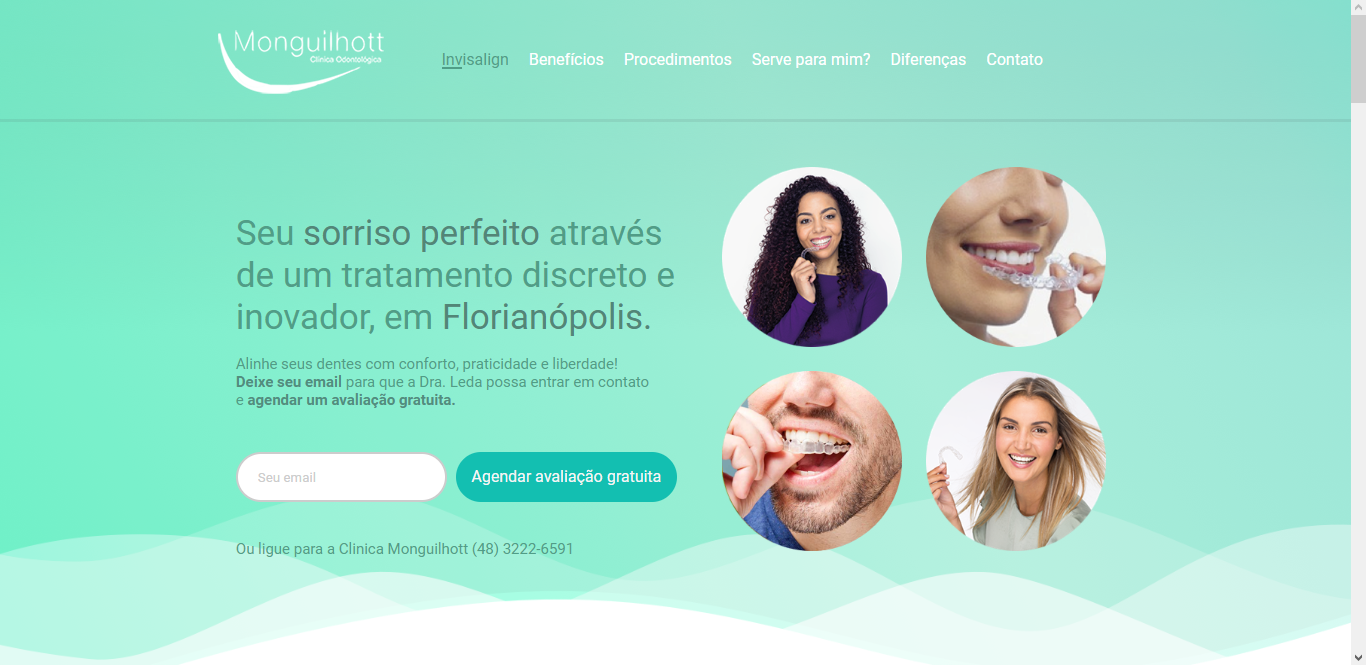 Monguilhott
Clinica Odontológica
Invisalign
Benefícios
Procedimentos
Serve para mim?
Diferenças
Contato
Seu sorriso perfeito através
de um tratamento discreto e
inovador, em Florianópolis.
Alinhe seus dentes com conforto, praticidade e liberdade!
Deixe seu email para que a Dra. Leda possa entrar em contato
e agendar um avaliação gratuita.
Seu email
Agendar avaliação gratuita
Ou ligue para a Clinica Monguilhott (48) 3222-6591